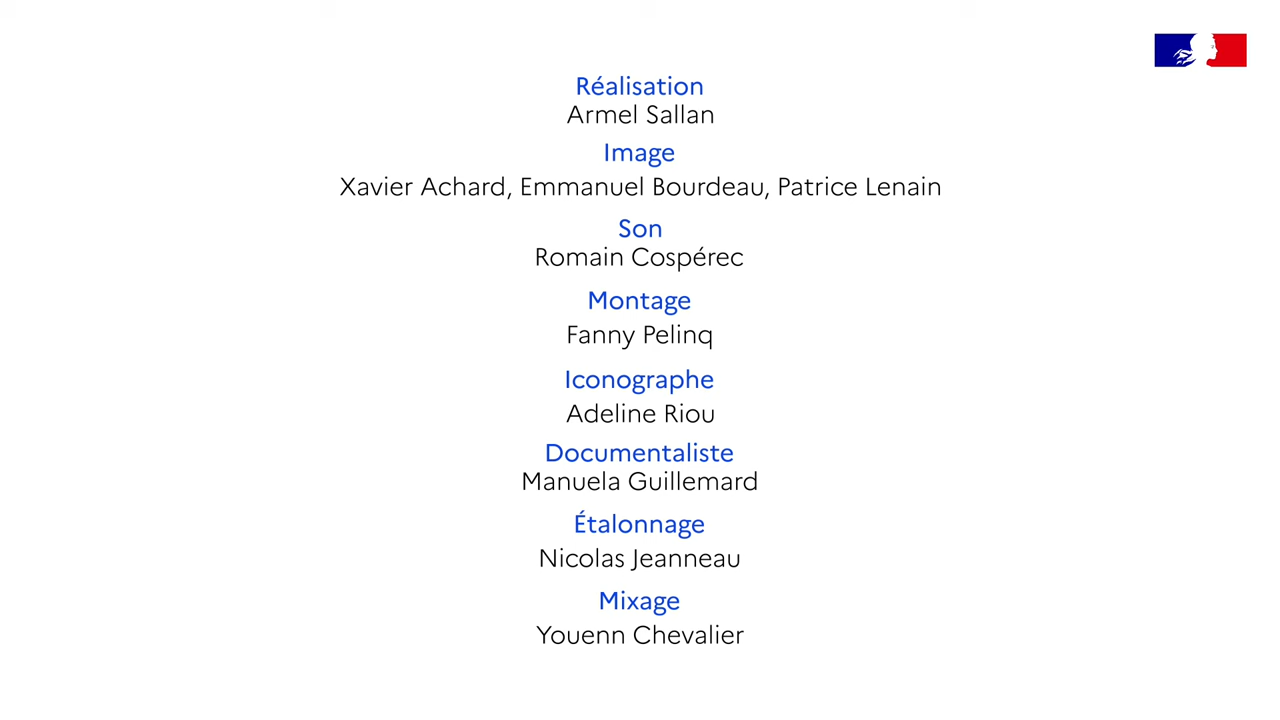 Réalisation
Armel Sallan
Image
Xavier Achard, Emmanuel Bourdeau, Patrice Lenain
Son
Romain Cospérec
Montage
Fanny Pelinq
Iconographe
Adeline Riou
Documentaliste
Manuela Guillemard
Étalonnage
Nicolas Jeanneau
Mixage
Youenn Chevalier